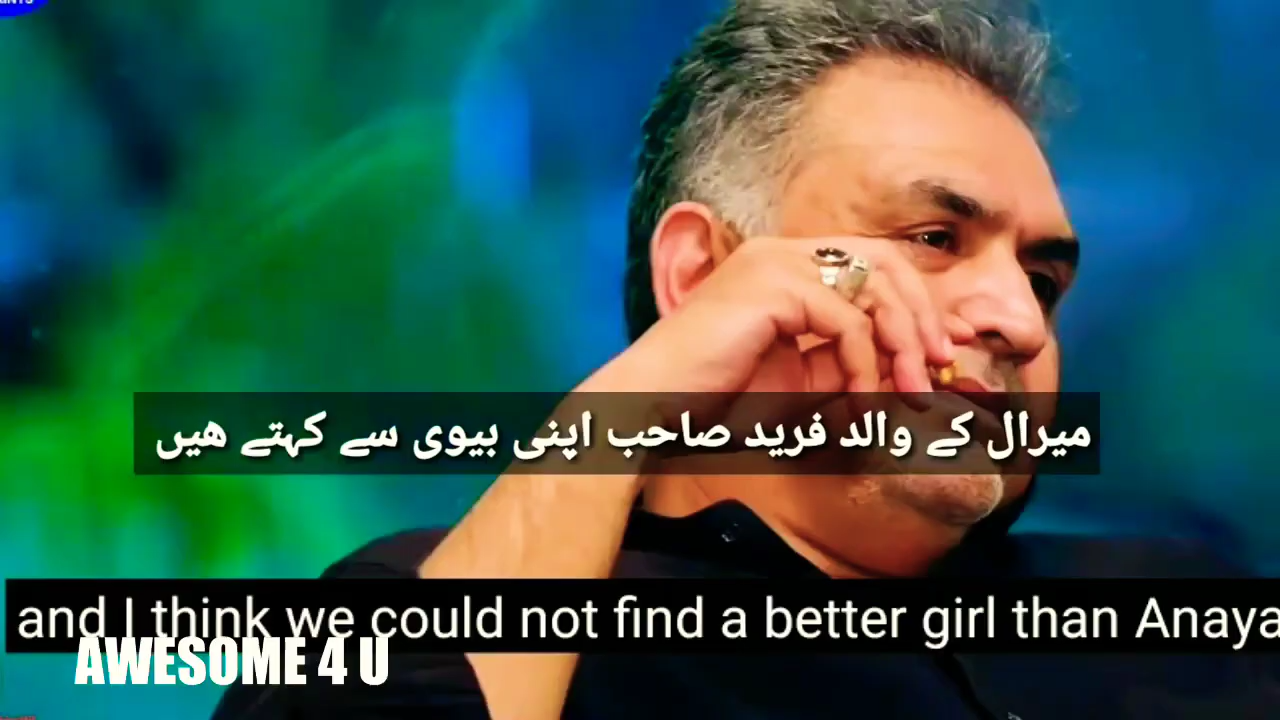 میرال کے والد فرید صاحب اپنی بیوی سے کہتے ھیں
and I think we could not find a better girl than Anaya
AWESOME 4 U